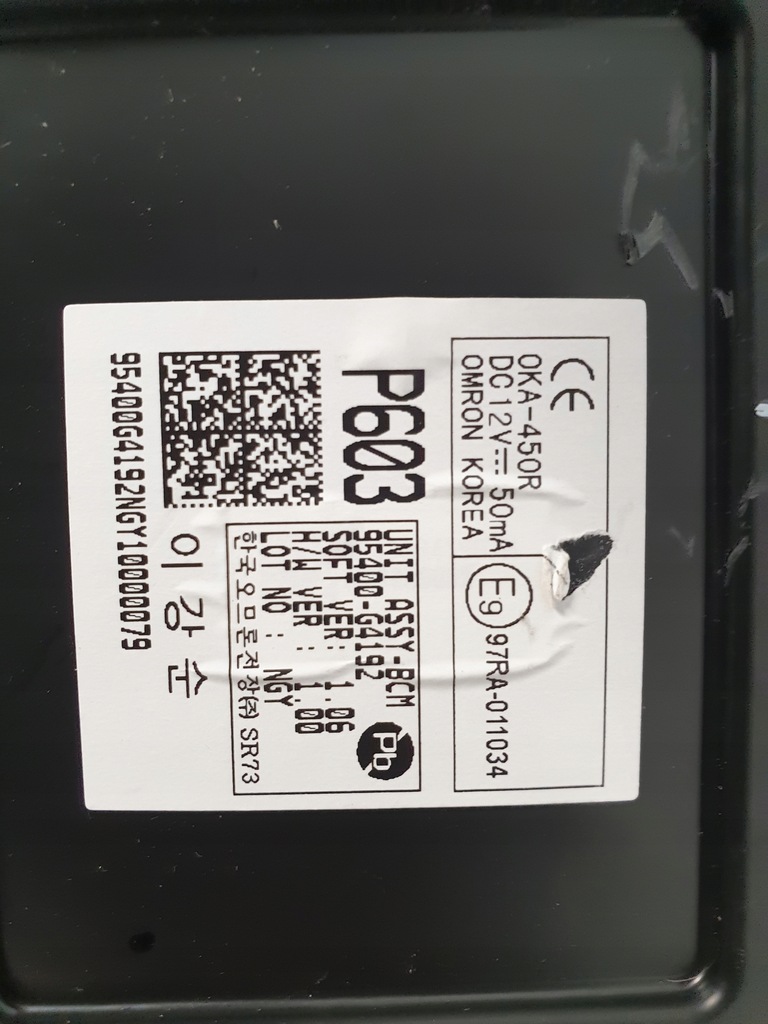 CE
OKA-450R
DC12V⎓ 50mA
OMRON KOREA
E9 97RA-011034
P603
UNIT ASSY-BCM
95400-G4192
SOFT VER: 1.06
H/W VER : 1.00
LOT NO : NGY
한국오므론전장(주) SR73
Pb
이강순
95400G4192NGY10000079